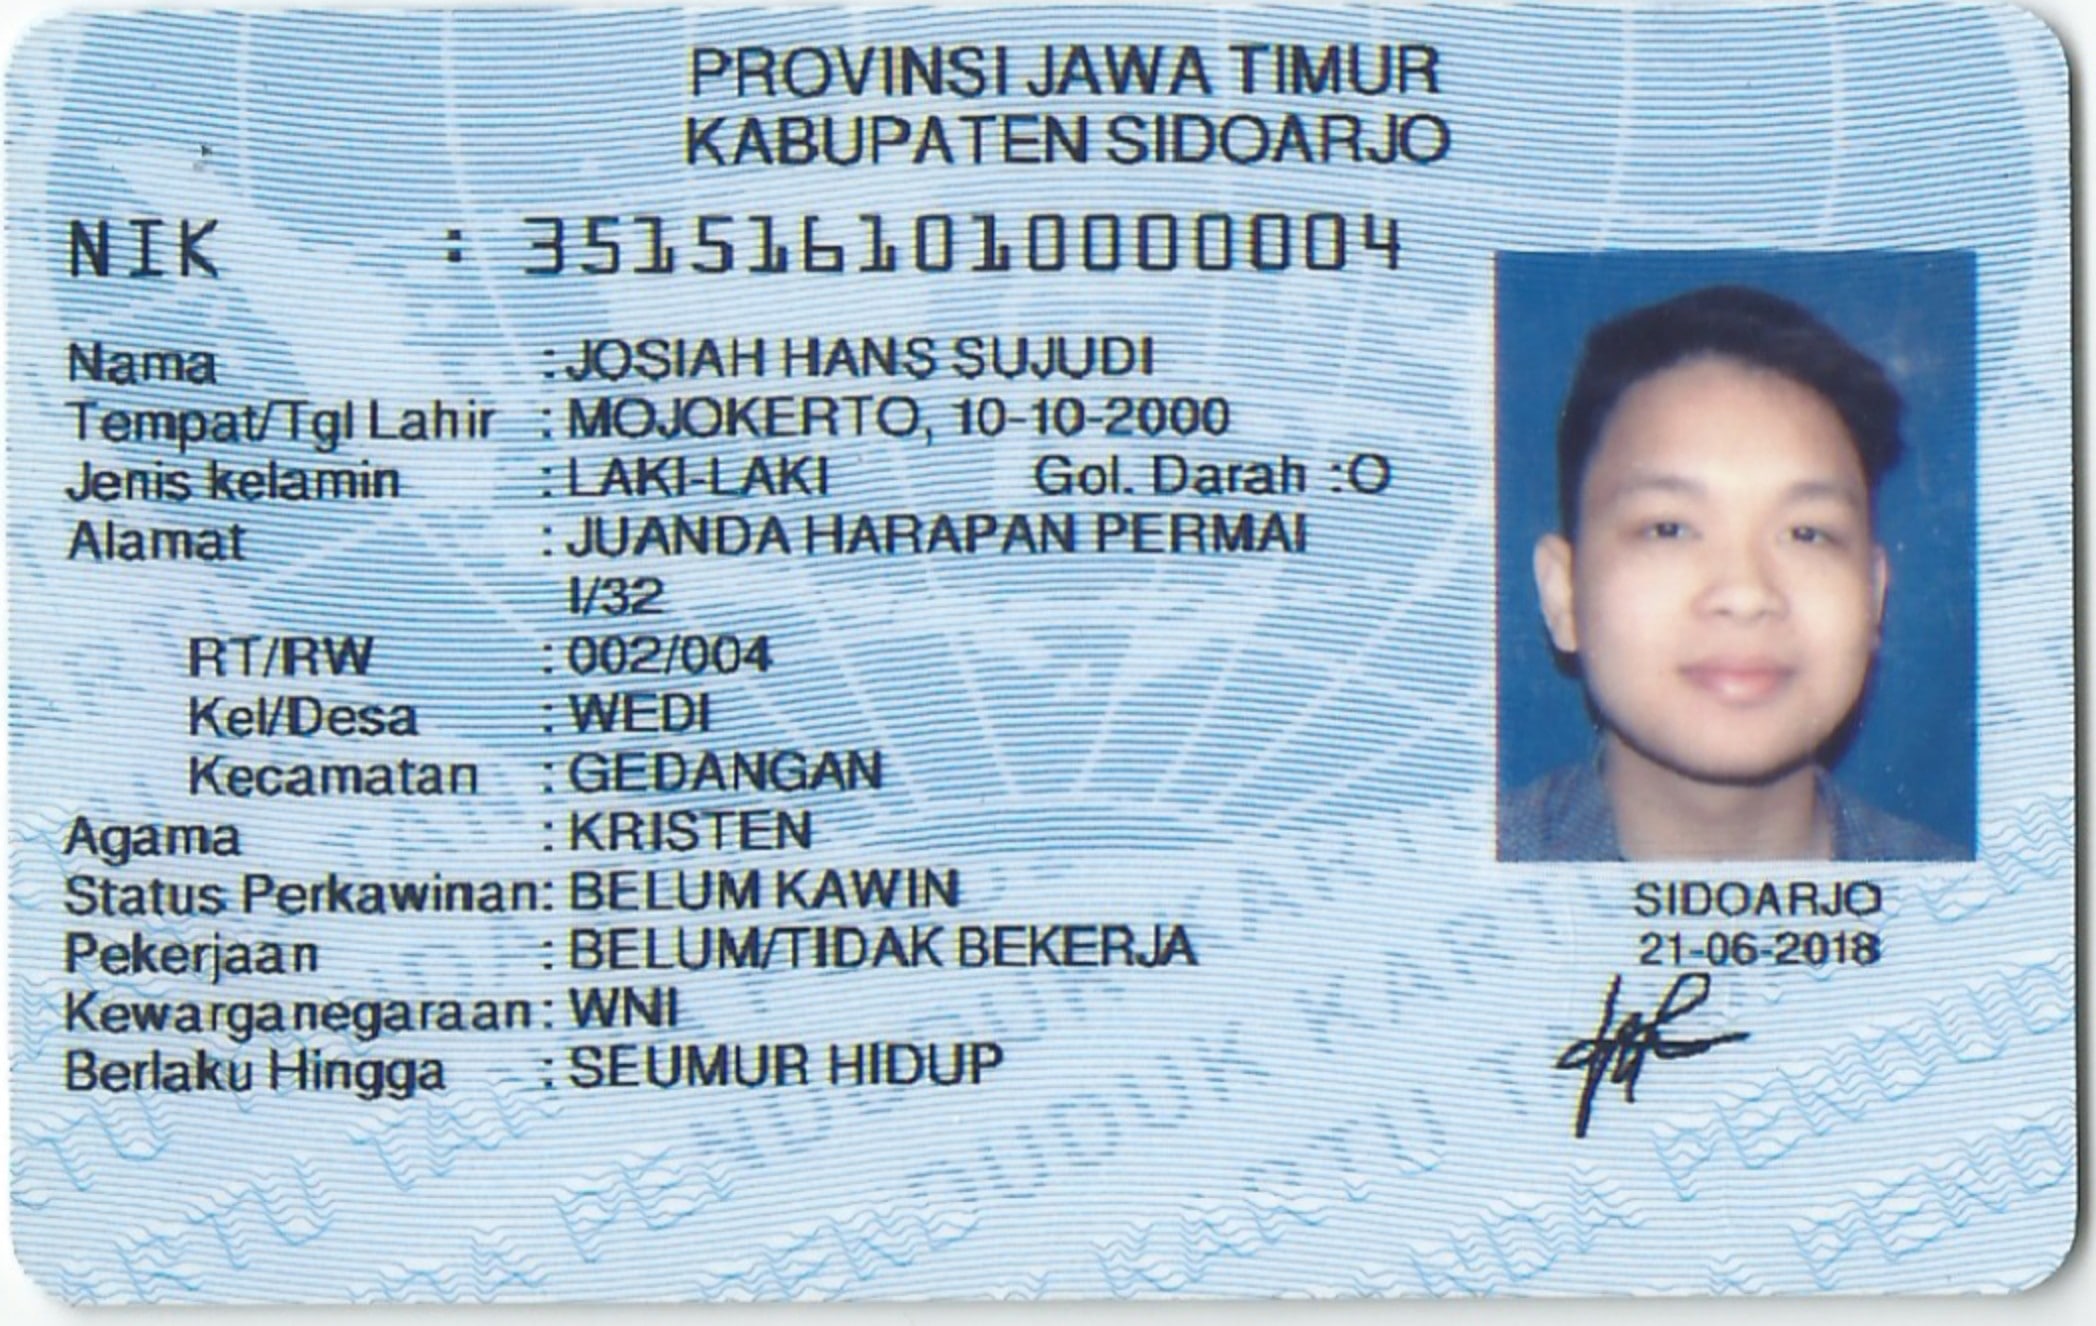 PROVINSI JAWA TIMUR
KABUPATEN SIDOARJO
NIK : 3515161010000004
Nama : JOSIAH HANS SUJUDI
Tempat/Tgl Lahir : MOJOKERTO, 10-10-2000
Jenis kelamin : LAKI-LAKI Gol. Darah : O
Alamat : JUANDA HARAPAN PERMAI
I/32
RT/RW : 002/004
Kel/Desa : WEDI
Kecamatan : GEDANGAN
Agama : KRISTEN
Status Perkawinan: BELUM KAWIN
Pekerjaan : BELUM/TIDAK BEKERJA
Kewarganegaraan: WNI
Berlaku Hingga : SEUMUR HIDUP
SIDOARJO
21-06-2018